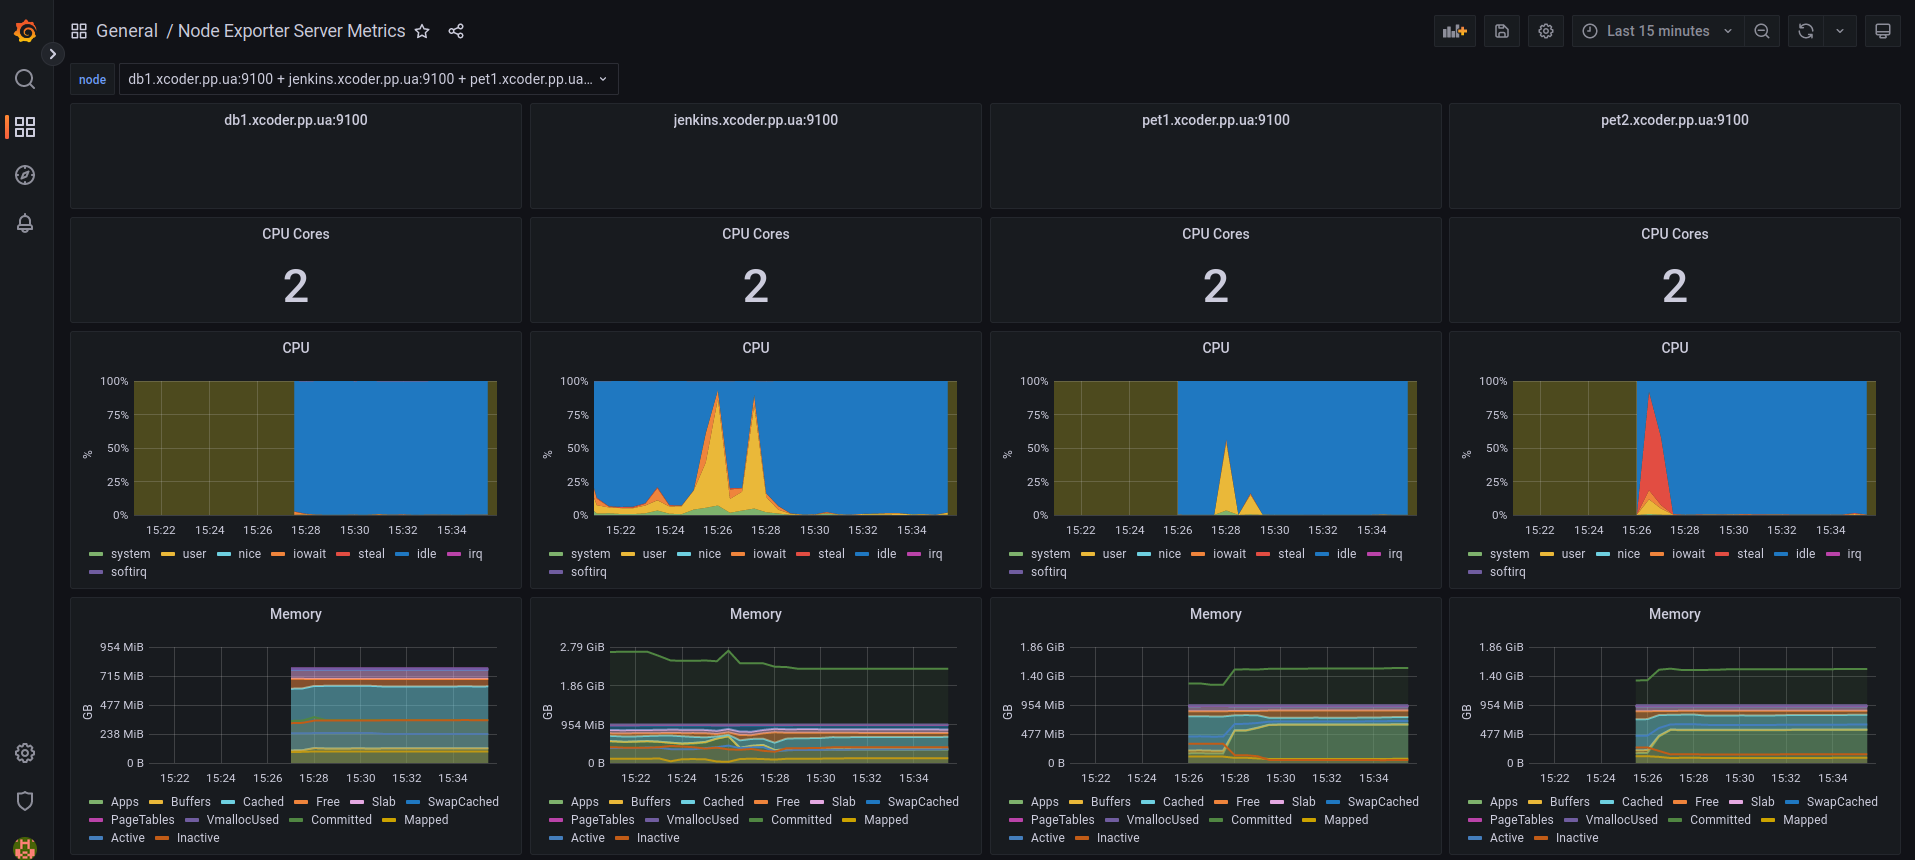 General / Node Exporter Server Metrics
Last 15 minutes
node db1.xcoder.pp.ua:9100 + jenkins.xcoder.pp.ua:9100 + pet1.xcoder.pp.ua...
db1.xcoder.pp.ua:9100 jenkins.xcoder.pp.ua:9100 pet1.xcoder.pp.ua:9100 pet2.xcoder.pp.ua:9100
CPU Cores CPU Cores CPU Cores CPU Cores
2 2 2 2
CPU CPU CPU CPU
100% 100% 100% 100%
75% 75% 75% 75%
50% 50% 50% 50%
% % % %
25% 25% 25% 25%
0% 0% 0% 0%
15:22 15:24 15:26 15:28 15:30 15:32 15:34 15:22 15:24 15:26 15:28 15:30 15:32 15:34 15:22 15:24 15:26 15:28 15:30 15:32 15:34 15:22 15:24 15:26 15:28 15:30 15:32 15:34
system user nice iowait steal idle irq system user nice iowait steal idle irq system user nice iowait steal idle irq system user nice iowait steal idle irq
softirq softirq softirq softirq
Memory Memory Memory Memory
954 MiB 2.79 GiB 1.86 GiB 1.86 GiB
715 MiB 1.86 GiB 1.40 GiB 1.40 GiB
477 MiB 954 MiB 954 MiB 954 MiB
GB GB GB GB
238 MiB 477 MiB 477 MiB
0 B 0 B 0 B 0 B
15:22 15:24 15:26 15:28 15:30 15:32 15:34 15:22 15:24 15:26 15:28 15:30 15:32 15:34 15:22 15:24 15:26 15:28 15:30 15:32 15:34 15:22 15:24 15:26 15:28 15:30 15:32 15:34
Apps Buffers Cached Free Slab SwapCached Apps Buffers Cached Free Slab SwapCached Apps Buffers Cached Free Slab SwapCached Apps Buffers Cached Free Slab SwapCached
PageTables VmallocUsed Committed Mapped PageTables VmallocUsed Committed Mapped PageTables VmallocUsed Committed Mapped PageTables VmallocUsed Committed Mapped
Active Inactive Active Inactive Active Inactive Active Inactive